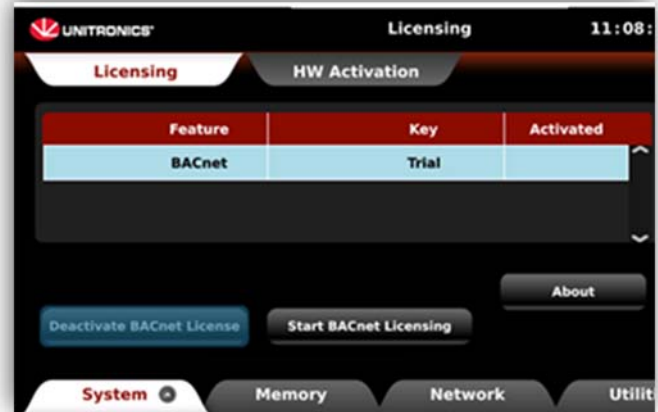 UNITRONICS Licensing 11:08:
Licensing HW Activation
Feature Key Activated
BACnet Trial
About
Deactivate BACnet License Start BACnet Licensing
System Memory Network Utilit